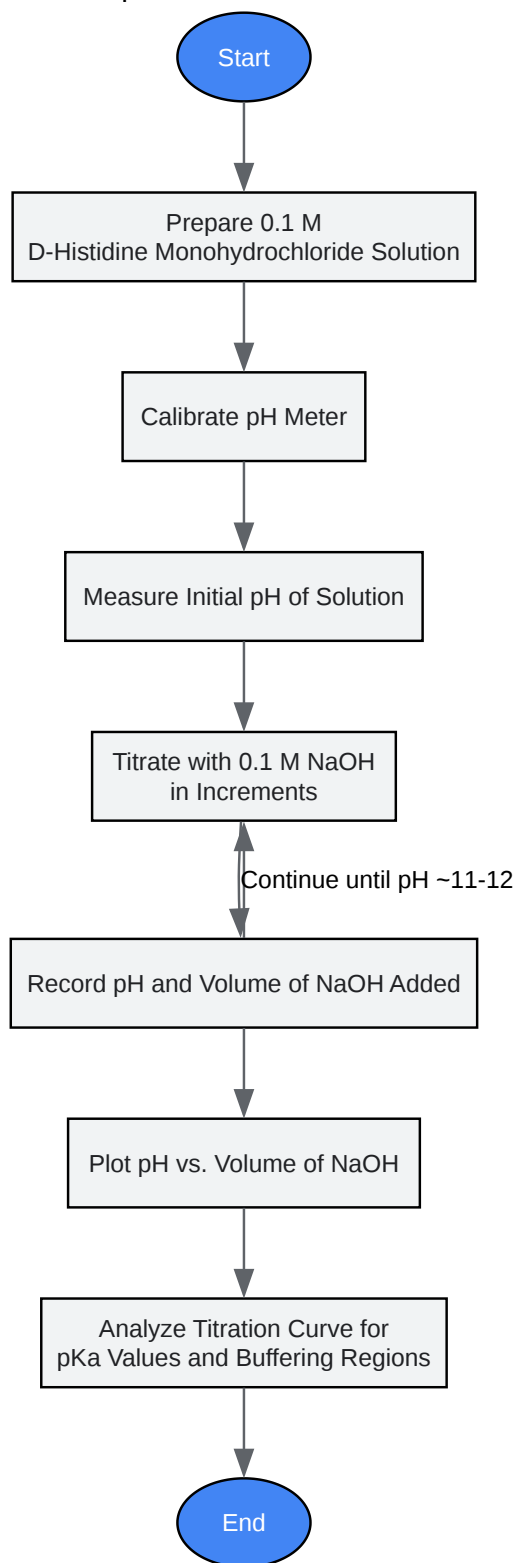 Start
Prepare 0.1 M
D-Histidine Monohydrochloride Solution
Calibrate pH Meter
Measure Initial pH of Solution
Titrate with 0.1 M NaOH
in Increments
Continue until pH ~11-12
Record pH and Volume of NaOH Added
Plot pH vs. Volume of NaOH
Analyze Titration Curve for
pKa Values and Buffering Regions
End